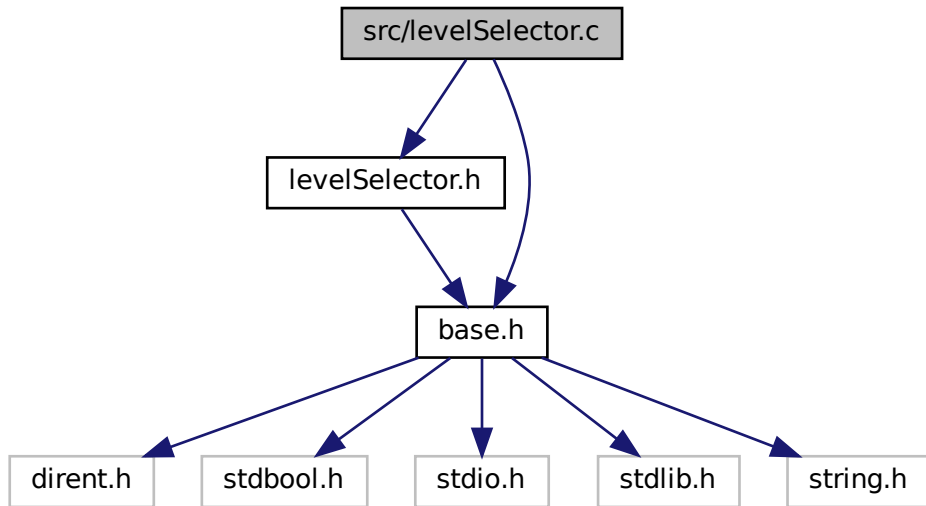 src/levelSelector.c
levelSelector.h
base.h
dirent.h
stdbool.h
stdio.h
stdlib.h
string.h